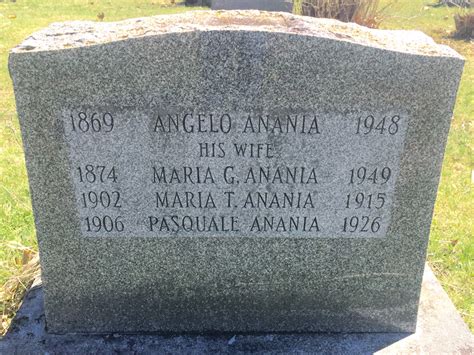 1869 ANGELO ANANIA 1948
HIS WIFE
1874 MARIA G. ANANIA 1949
1902 MARIA T. ANANIA 1915
1906 PASQUALE ANANIA 1926